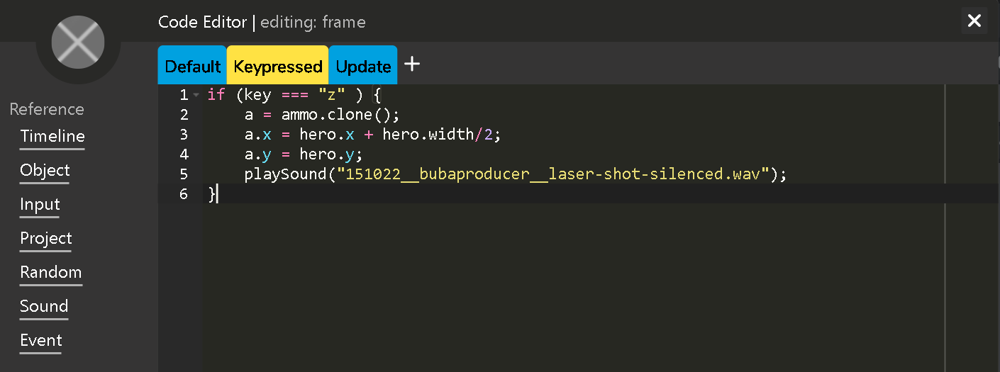 Code Editor | editing: frame
Default Keypressed Update +
Reference
Timeline
Object
Input
Project
Random
Sound
Event
1 if (key === "z" ) {
2     a = ammo.clone();
3     a.x = hero.x + hero.width/2;
4     a.y = hero.y;
5     playSound("151022__bubaproducer__laser-shot-silenced.wav");
6 }